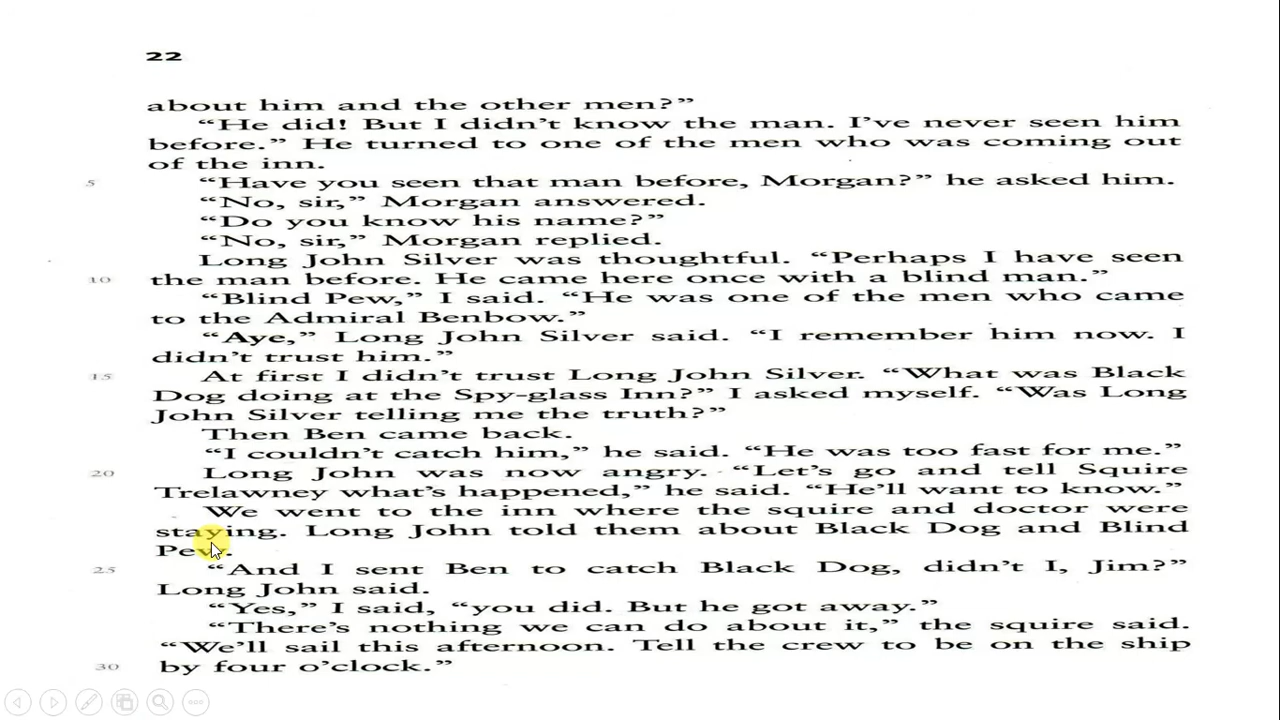 22
about him and the other men?”
“He did! But I didn’t know the man. I’ve never seen him
before.” He turned to one of the men who was coming out
of the inn.
5 “Have you seen that man before, Morgan?” he asked him.
“No, sir,” Morgan answered.
“Do you know his name?”
“No, sir,” Morgan replied.
Long John Silver was thoughtful. “Perhaps I have seen
10 the man before. He came here once with a blind man.”
“Blind Pew,” I said. “He was one of the men who came
to the Admiral Benbow.”
“Aye,” Long John Silver said. “I remember him now. I
didn’t trust him.”
15 At first I didn’t trust Long John Silver. “What was Black
Dog doing at the Spy-glass Inn?” I asked myself. “Was Long
John Silver telling me the truth?”
Then Ben came back.
“I couldn’t catch him,” he said. “He was too fast for me.”
20 Long John was now angry. “Let’s go and tell Squire
Trelawney what’s happened,” he said. “He’ll want to know.”
We went to the inn where the squire and doctor were
staying. Long John told them about Black Dog and Blind
Pew.
25 “And I sent Ben to catch Black Dog, didn’t I, Jim?”
Long John said.
“Yes,” I said, “you did. But he got away.”
“There’s nothing we can do about it,” the squire said.
“We’ll sail this afternoon. Tell the crew to be on the ship
30 by four o’clock.”